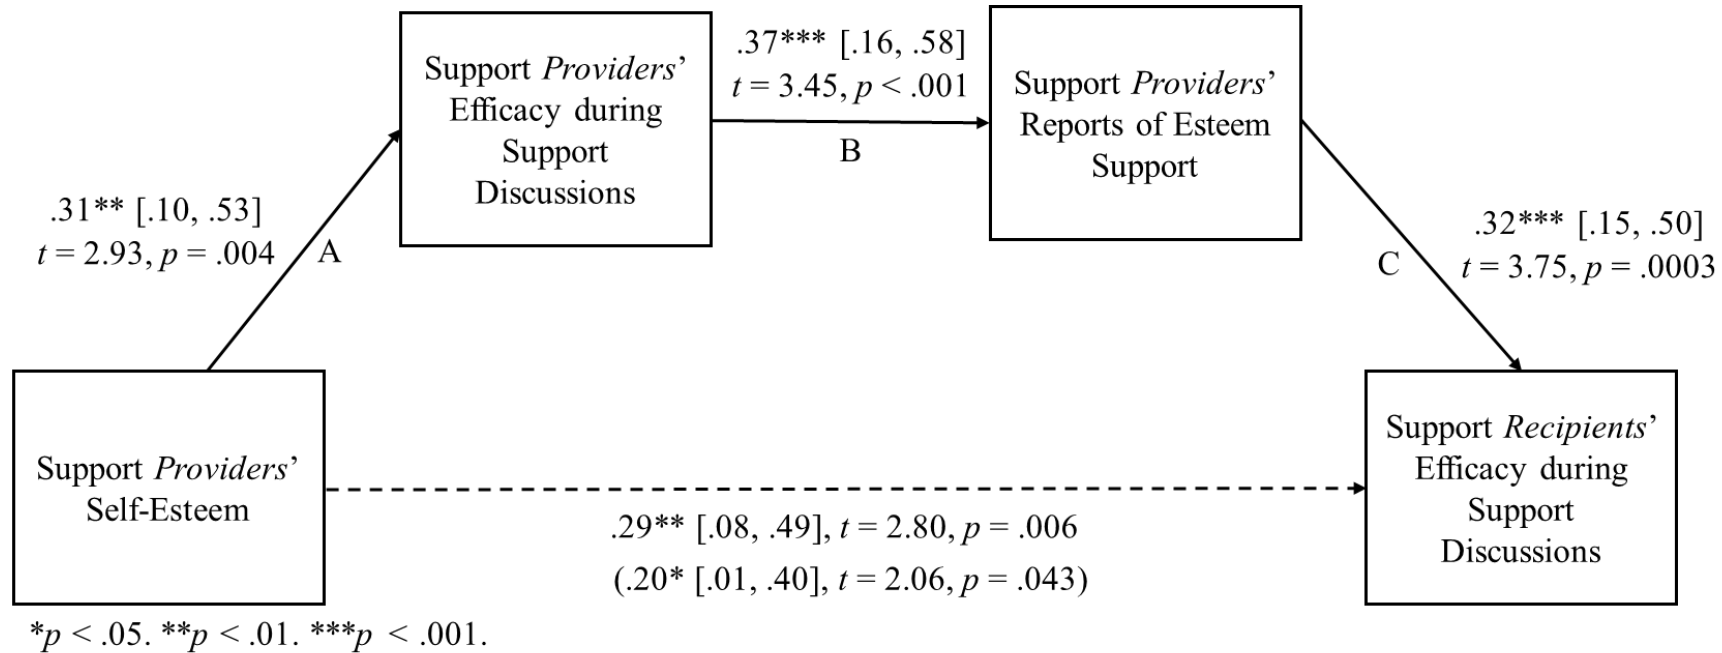 Support Providers’
Efficacy during
Support
Discussions
.37*** [.16, .58]
t = 3.45, p < .001
B
Support Providers’
Reports of Esteem
Support
.31** [.10, .53]
t = 2.93, p = .004
A
.32*** [.15, .50]
t = 3.75, p = .0003
C
Support Providers’
Self-Esteem
.29** [.08, .49], t = 2.80, p = .006
(.20* [.01, .40], t = 2.06, p = .043)
Support Recipients’
Efficacy during
Support
Discussions
*p < .05. **p < .01. ***p < .001.